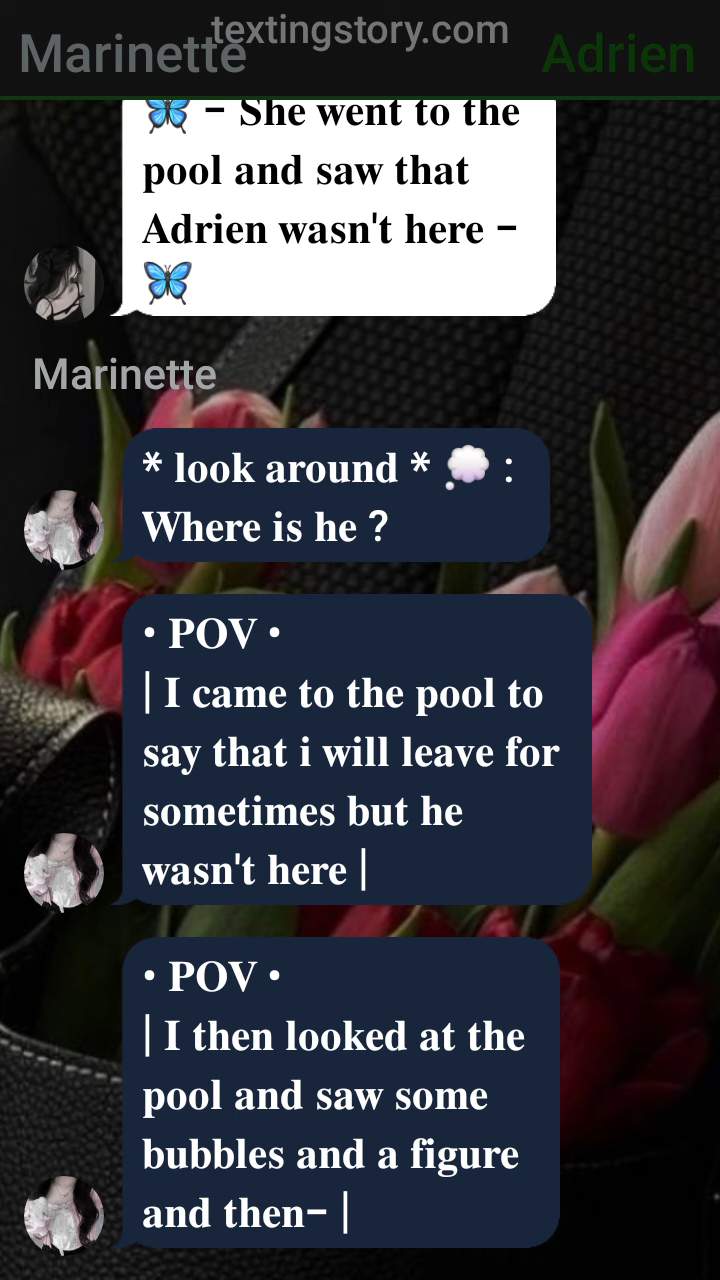 textingstory.com
Marinette Adrien
🦋 – She went to the
pool and saw that
Adrien wasn't here –
🦋
Marinette
* look around * 💭 :
Where is he ?
• POV •
| I came to the pool to
say that i will leave for
sometimes but he
wasn't here |
• POV •
| I then looked at the
pool and saw some
bubbles and a figure
and then– |